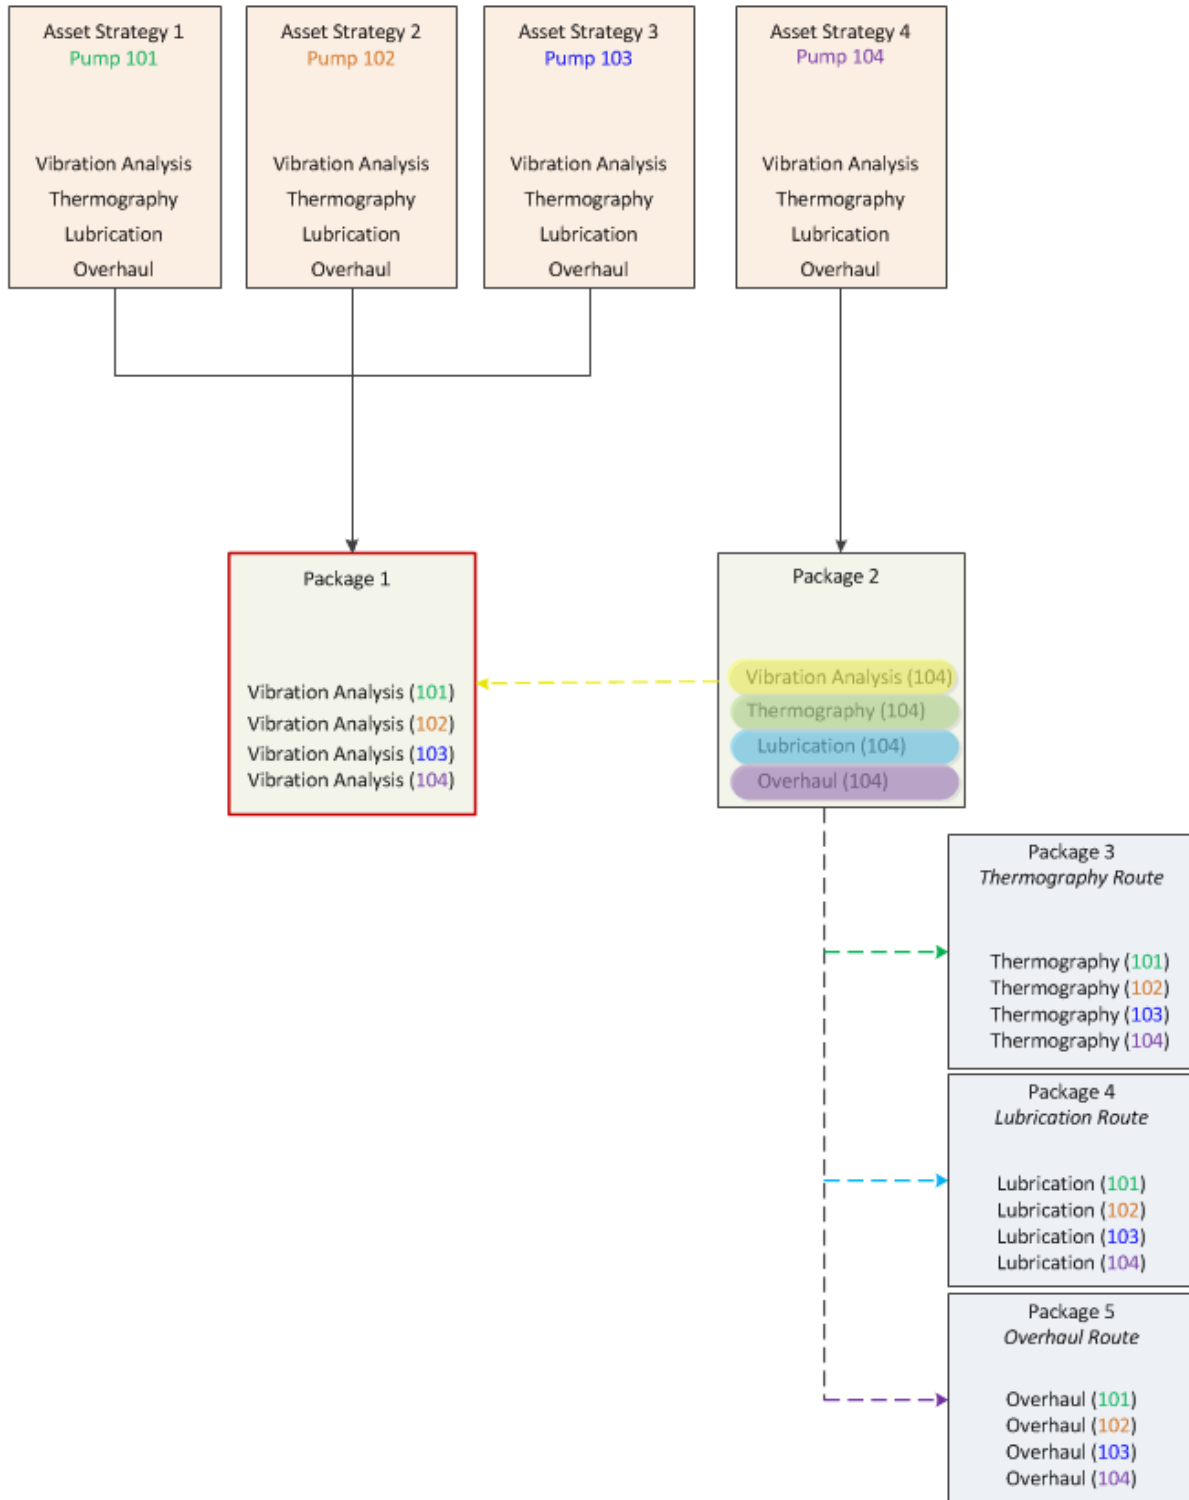 Asset Strategy 1
Pump 101
Vibration Analysis
Thermography
Lubrication
Overhaul
Asset Strategy 2
Pump 102
Vibration Analysis
Thermography
Lubrication
Overhaul
Asset Strategy 3
Pump 103
Vibration Analysis
Thermography
Lubrication
Overhaul
Asset Strategy 4
Pump 104
Vibration Analysis
Thermography
Lubrication
Overhaul
Package 1
Vibration Analysis (101)
Vibration Analysis (102)
Vibration Analysis (103)
Vibration Analysis (104)
Package 2
Vibration Analysis (104)
Thermography (104)
Lubrication (104)
Overhaul (104)
Package 3
Thermography Route
Thermography (101)
Thermography (102)
Thermography (103)
Thermography (104)
Package 4
Lubrication Route
Lubrication (101)
Lubrication (102)
Lubrication (103)
Lubrication (104)
Package 5
Overhaul Route
Overhaul (101)
Overhaul (102)
Overhaul (103)
Overhaul (104)